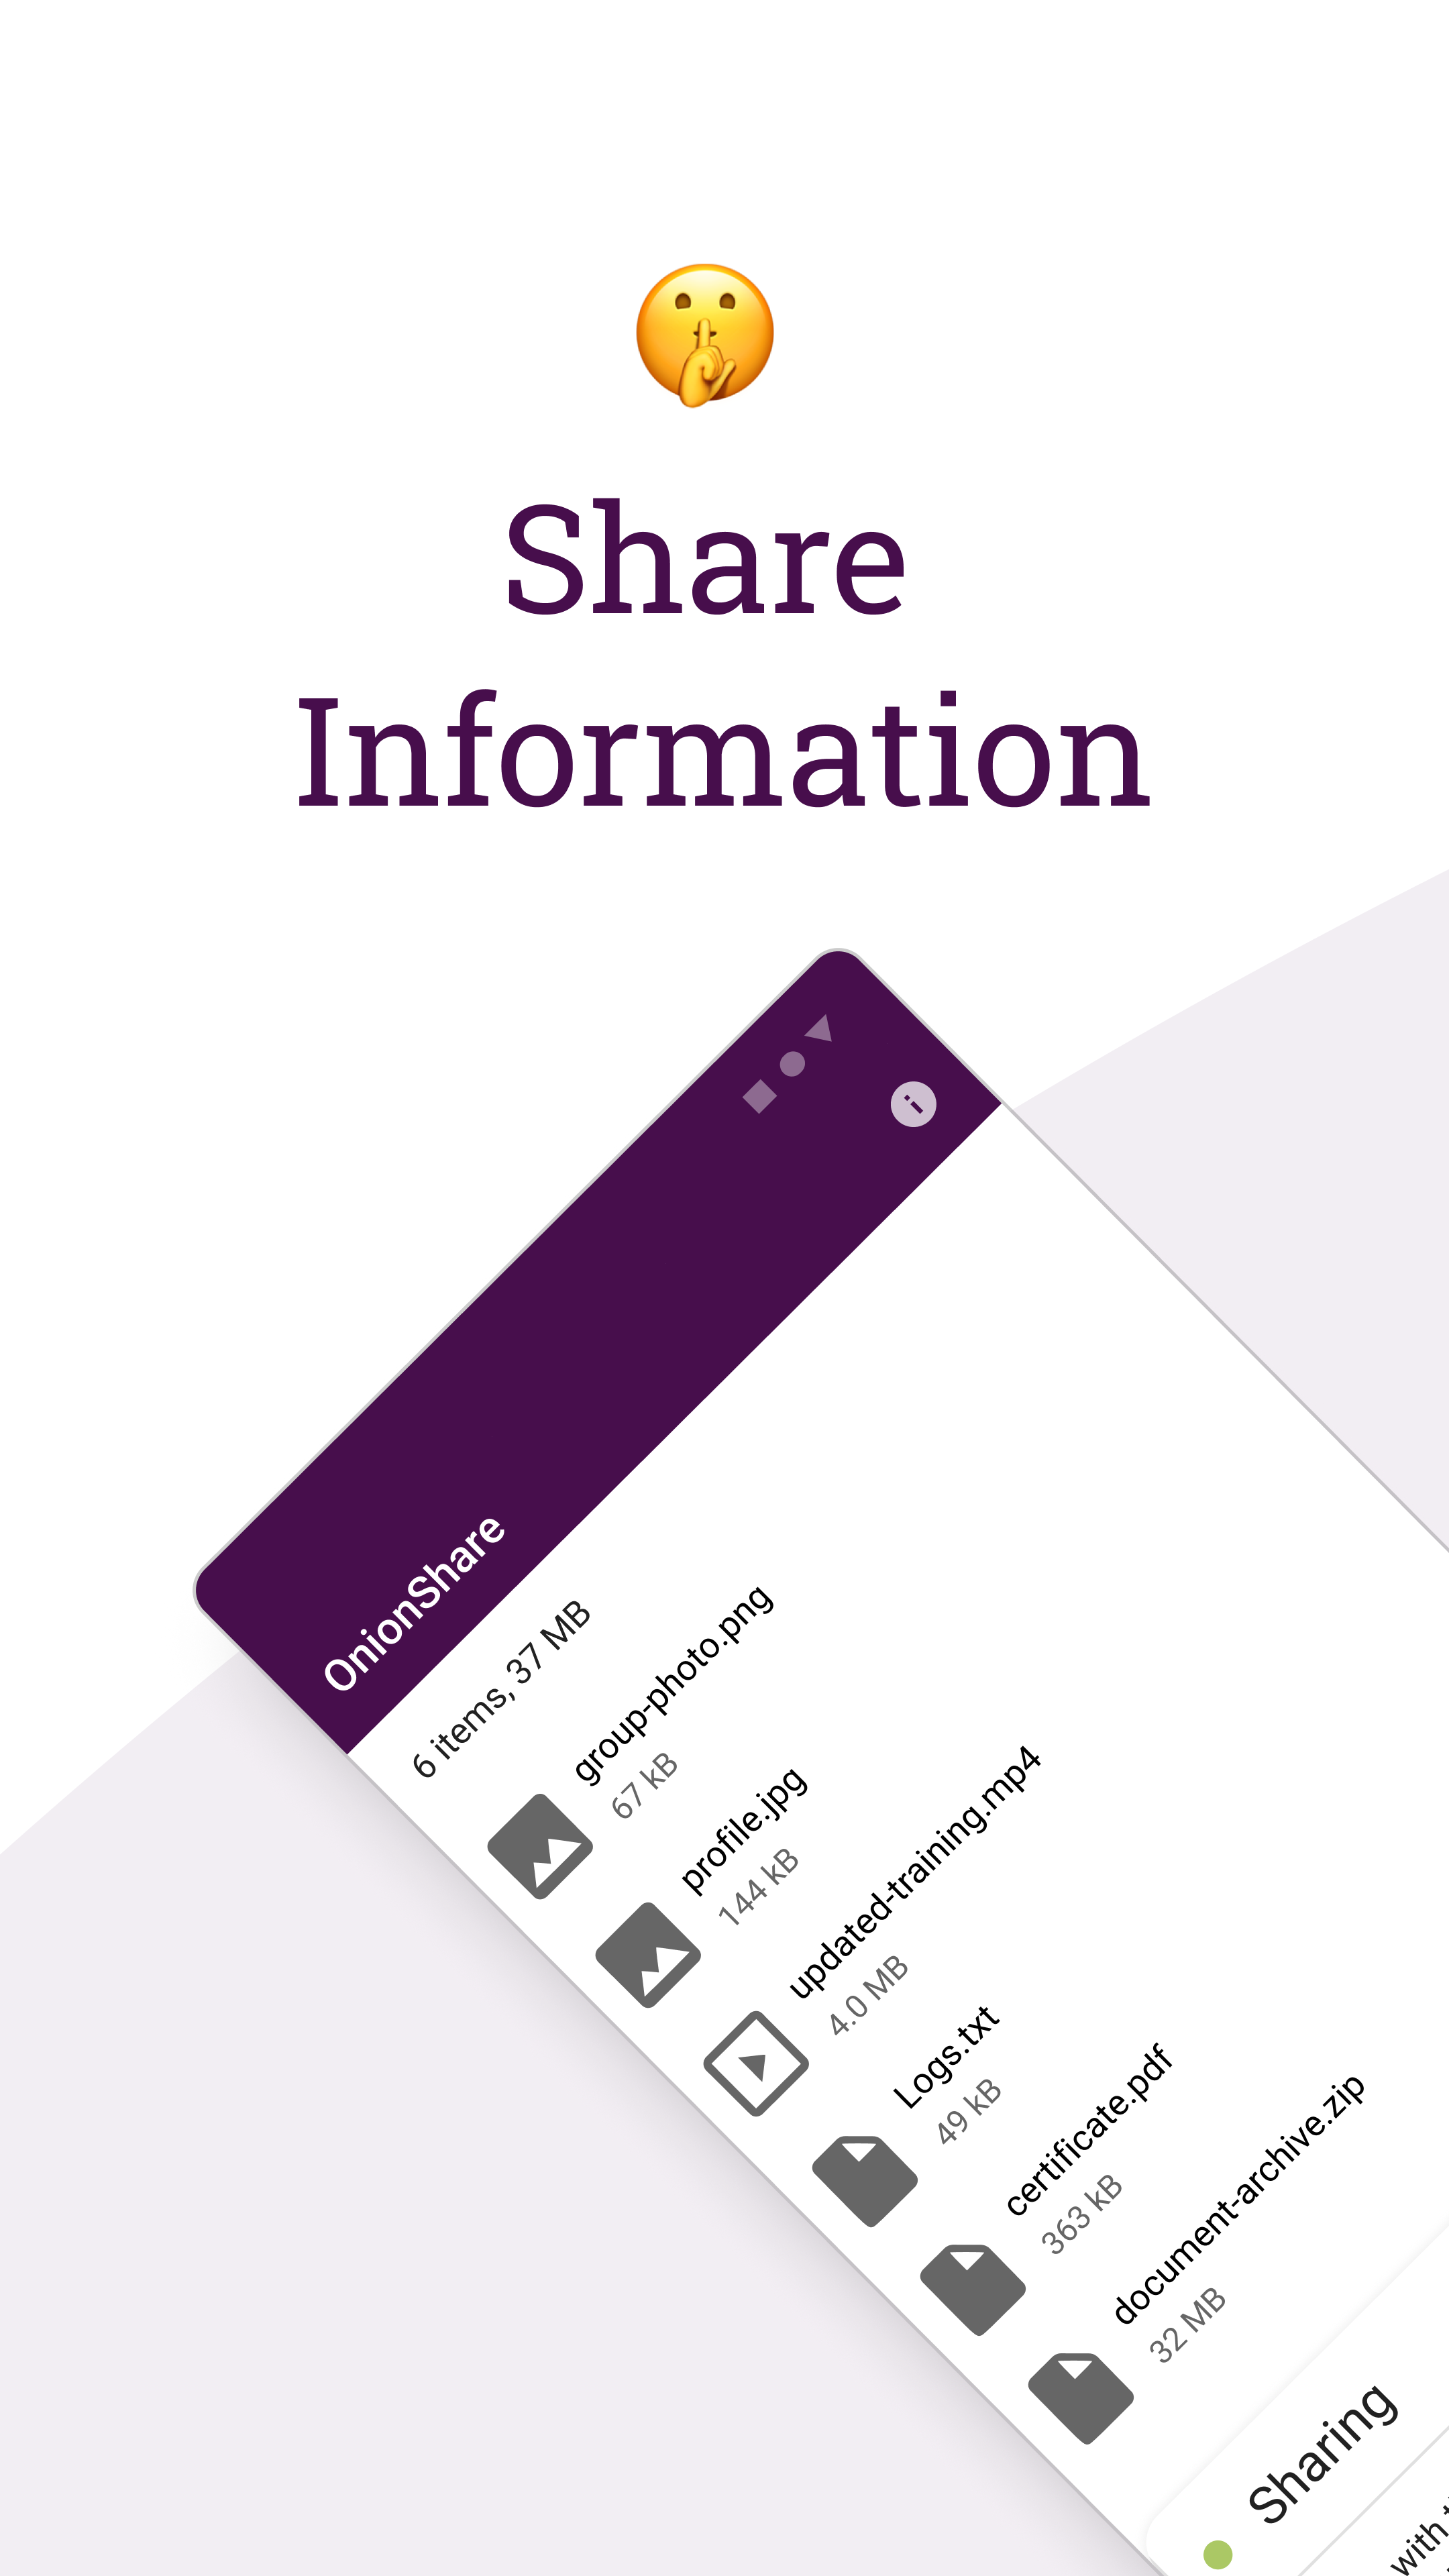 Share
Information
OnionShare
6 items, 37 MB
group-photo.png
67 kB
profile.jpg
144 kB
updated-training.mp4
4.0 MB
Logs.txt
49 kB
certificate.pdf
363 kB
document-archive.zip
32 MB
Sharing
with